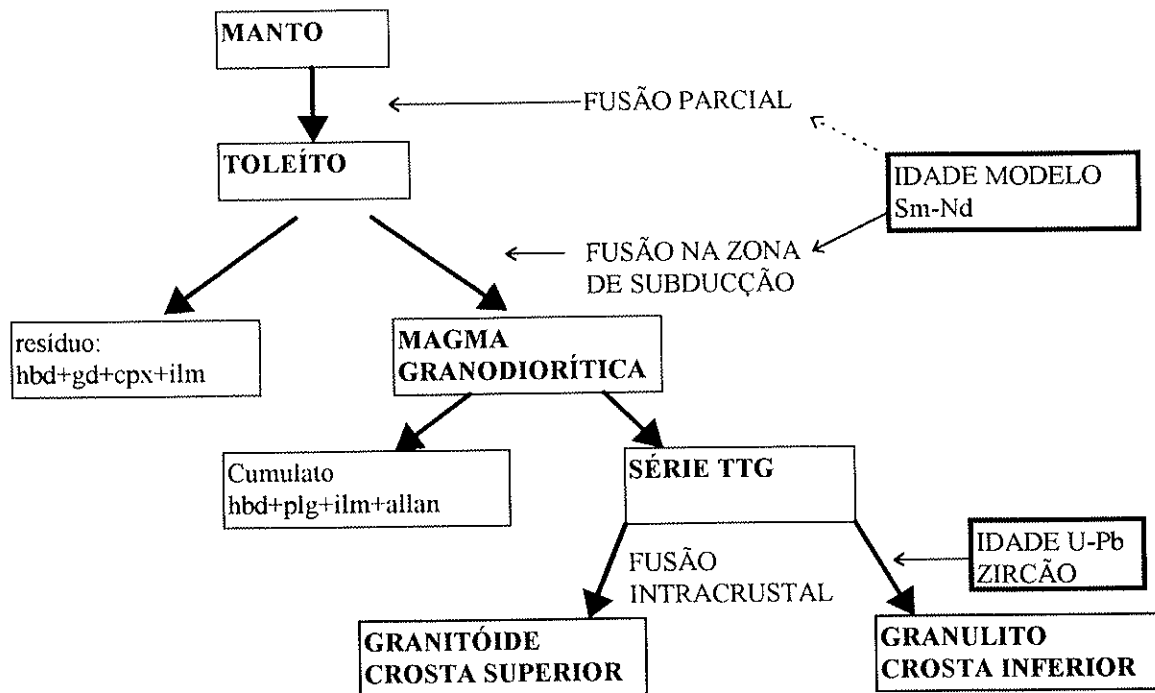 MANTO
FUSÃO PARCIAL
TOLEÍTO
IDADE MODELO
Sm-Nd
FUSÃO NA ZONA
DE SUBDUCÇÃO
resíduo:
hbd+gd+cpx+ilm
MAGMA
GRANODIORÍTICA
Cumulato
hbd+plg+ilm+allan
SÉRIE TTG
FUSÃO
INTRACRUSTAL
IDADE U-Pb
ZIRCÃO
GRANITÓIDE
CROSTA SUPERIOR
GRANULITO
CROSTA INFERIOR